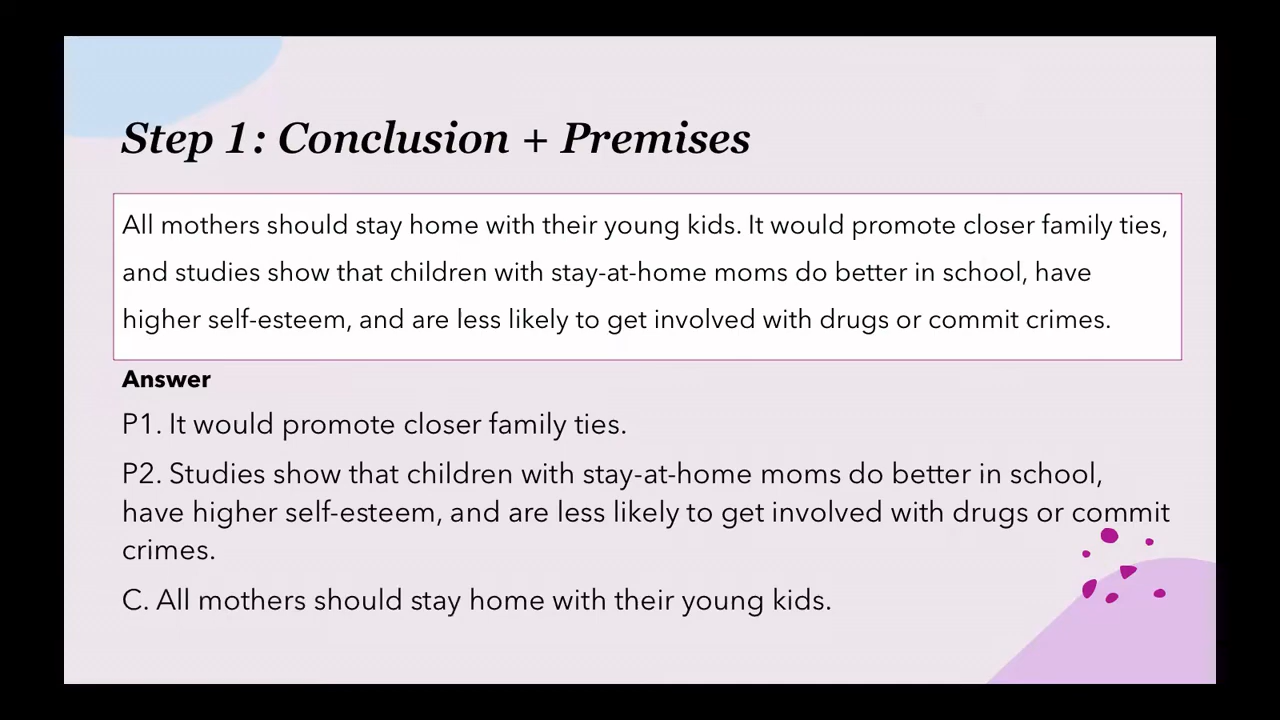 Step 1: Conclusion + Premises
All mothers should stay home with their young kids. It would promote closer family ties,
and studies show that children with stay-at-home moms do better in school, have
higher self-esteem, and are less likely to get involved with drugs or commit crimes.
Answer
P1. It would promote closer family ties.
P2. Studies show that children with stay-at-home moms do better in school,
have higher self-esteem, and are less likely to get involved with drugs or commit
crimes.
C. All mothers should stay home with their young kids.